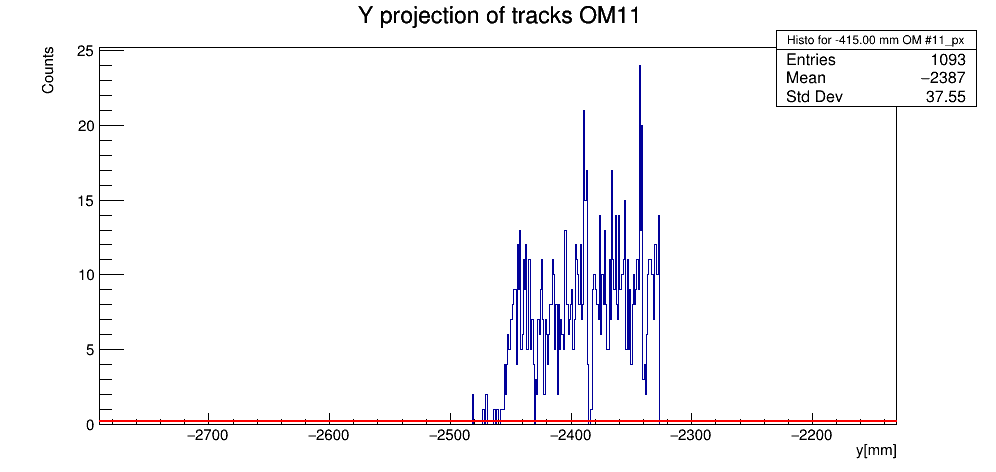 Y projection of tracks OM11
Histo for -415.00 mm OM #11_px
Entries 1093
Mean −2387
Std Dev 37.55
Counts
25
20
15
10
5
0
−2700 −2600 −2500 −2400 −2300 −2200
y[mm]